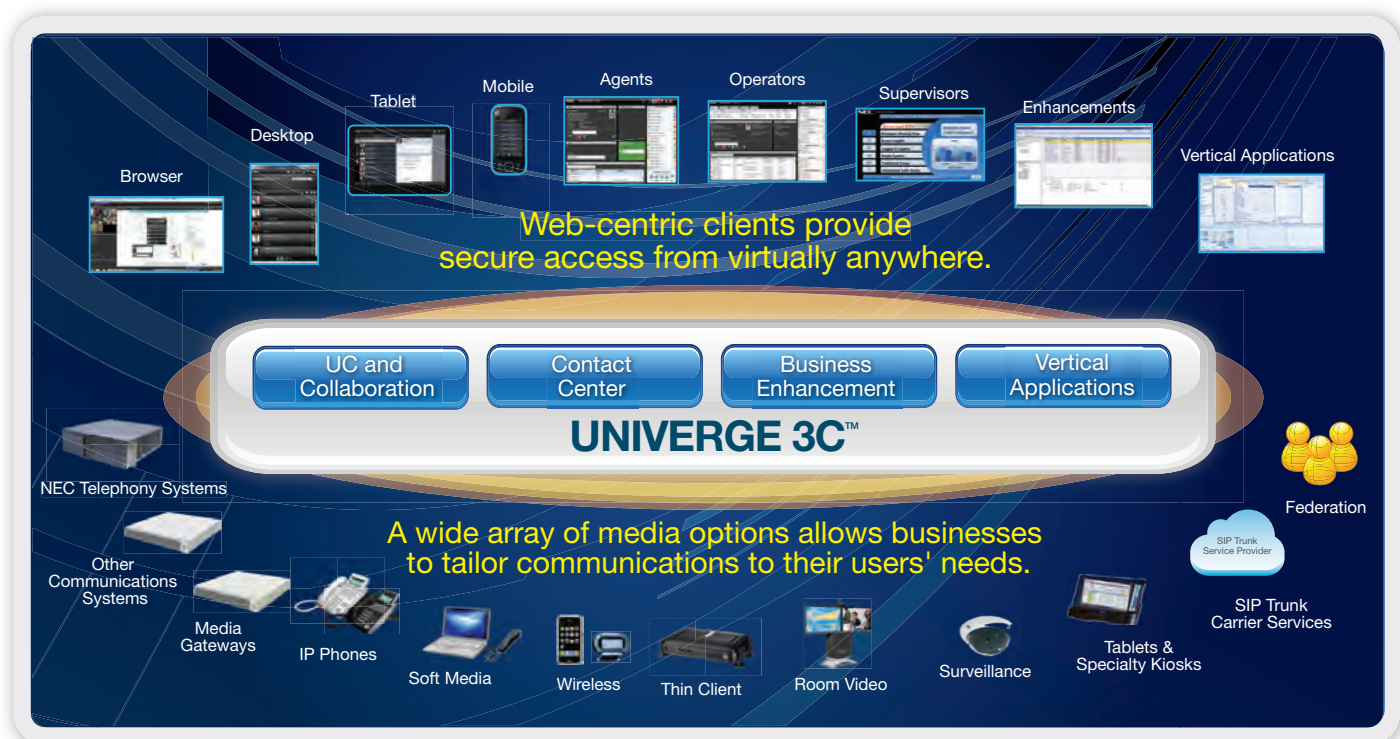 Browser
Desktop
Tablet
Mobile
Agents
Operators
Supervisors
Enhancements
Vertical Applications
Web-centric clients provide
secure access from virtually anywhere.
UC and
Collaboration
Contact
Center
Business
Enhancement
Vertical
Applications
UNIVERGE 3C™
A wide array of media options allows businesses
to tailor communications to their users' needs.
NEC Telephony Systems
Other
Communications
Systems
Media
Gateways
IP Phones
Soft Media
Wireless
Thin Client
Room Video
Surveillance
Tablets &
Specialty Kiosks
SIP Trunk
Service Provider
SIP Trunk
Carrier Services
Federation